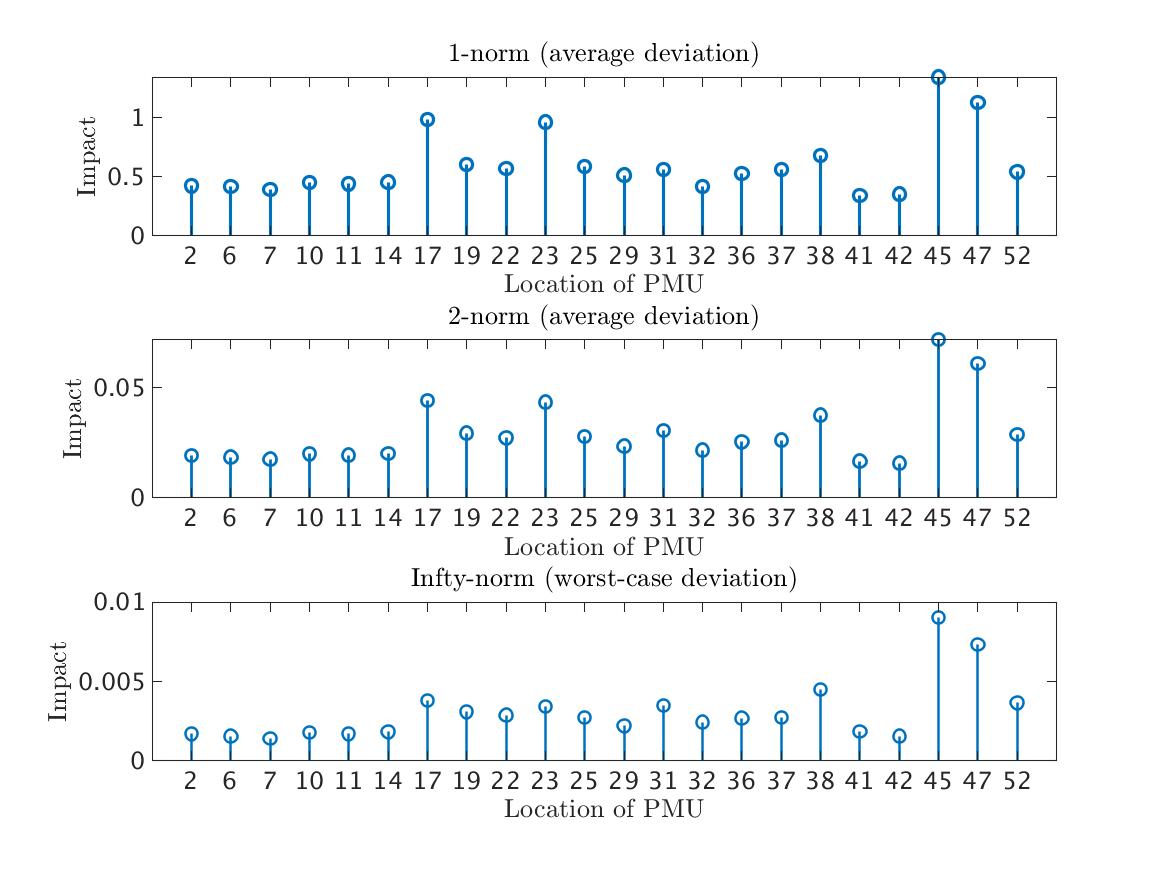 1-norm (average deviation)
Impact
1
0.5
0
2 6 7 10 11 14 17 19 22 23 25 29 31 32 36 37 38 41 42 45 47 52
Location of PMU
2-norm (average deviation)
Impact
0.05
0
2 6 7 10 11 14 17 19 22 23 25 29 31 32 36 37 38 41 42 45 47 52
Location of PMU
Infty-norm (worst-case deviation)
Impact
0.01
0.005
0
2 6 7 10 11 14 17 19 22 23 25 29 31 32 36 37 38 41 42 45 47 52
Location of PMU